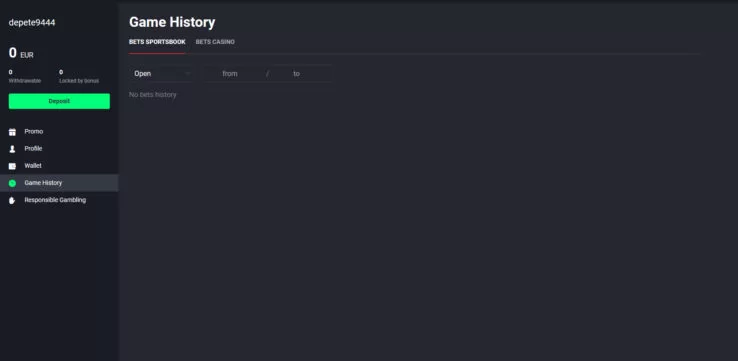 depete9444
0 EUR
0 0
Withdrawable Locked by bonus
Deposit
Promo
Profile
Wallet
Game History
Responsible Gambling
Game History
BETS SPORTSBOOK BETS CASINO
Open from / to
No bets history